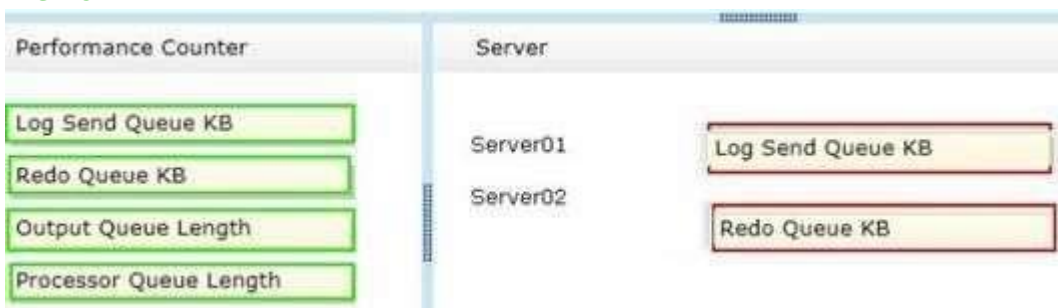 Performance Counter
Log Send Queue KB
Redo Queue KB
Output Queue Length
Processor Queue Length
Server
Server01
Log Send Queue KB
Server02
Redo Queue KB